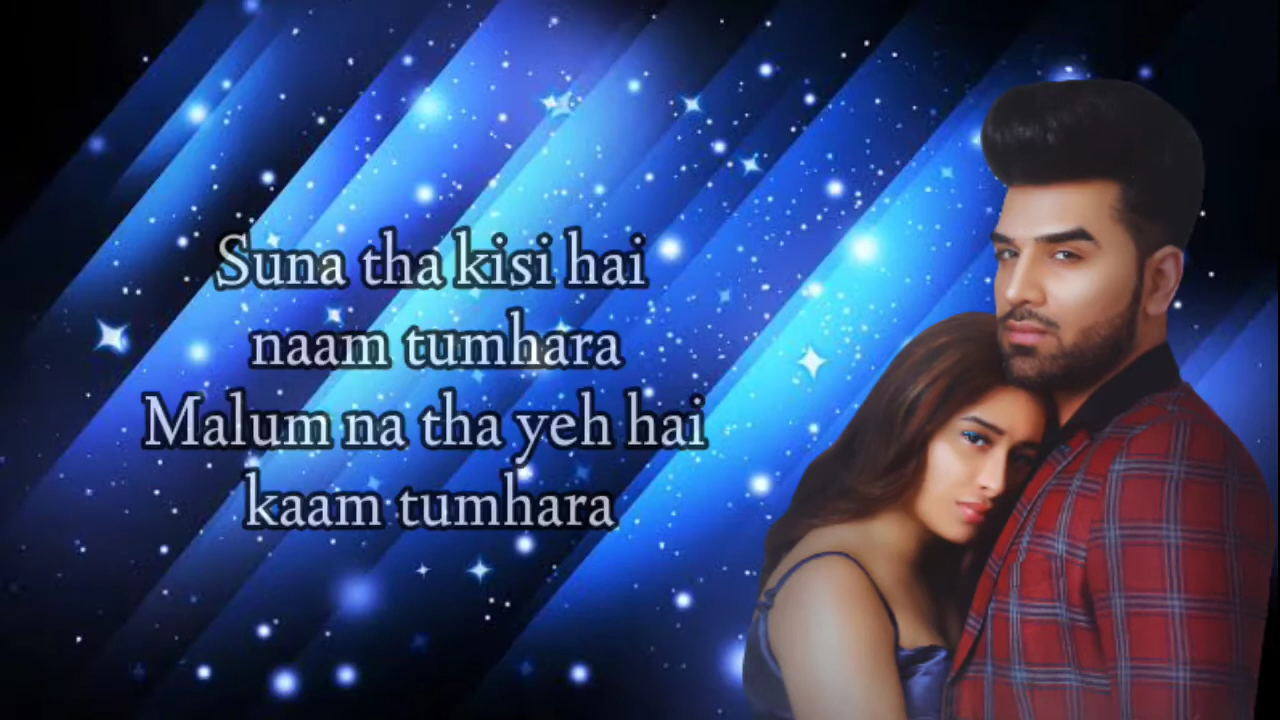 Suna tha kisi hai
naam tumhara
Malum na tha yeh hai
kaam tumhara